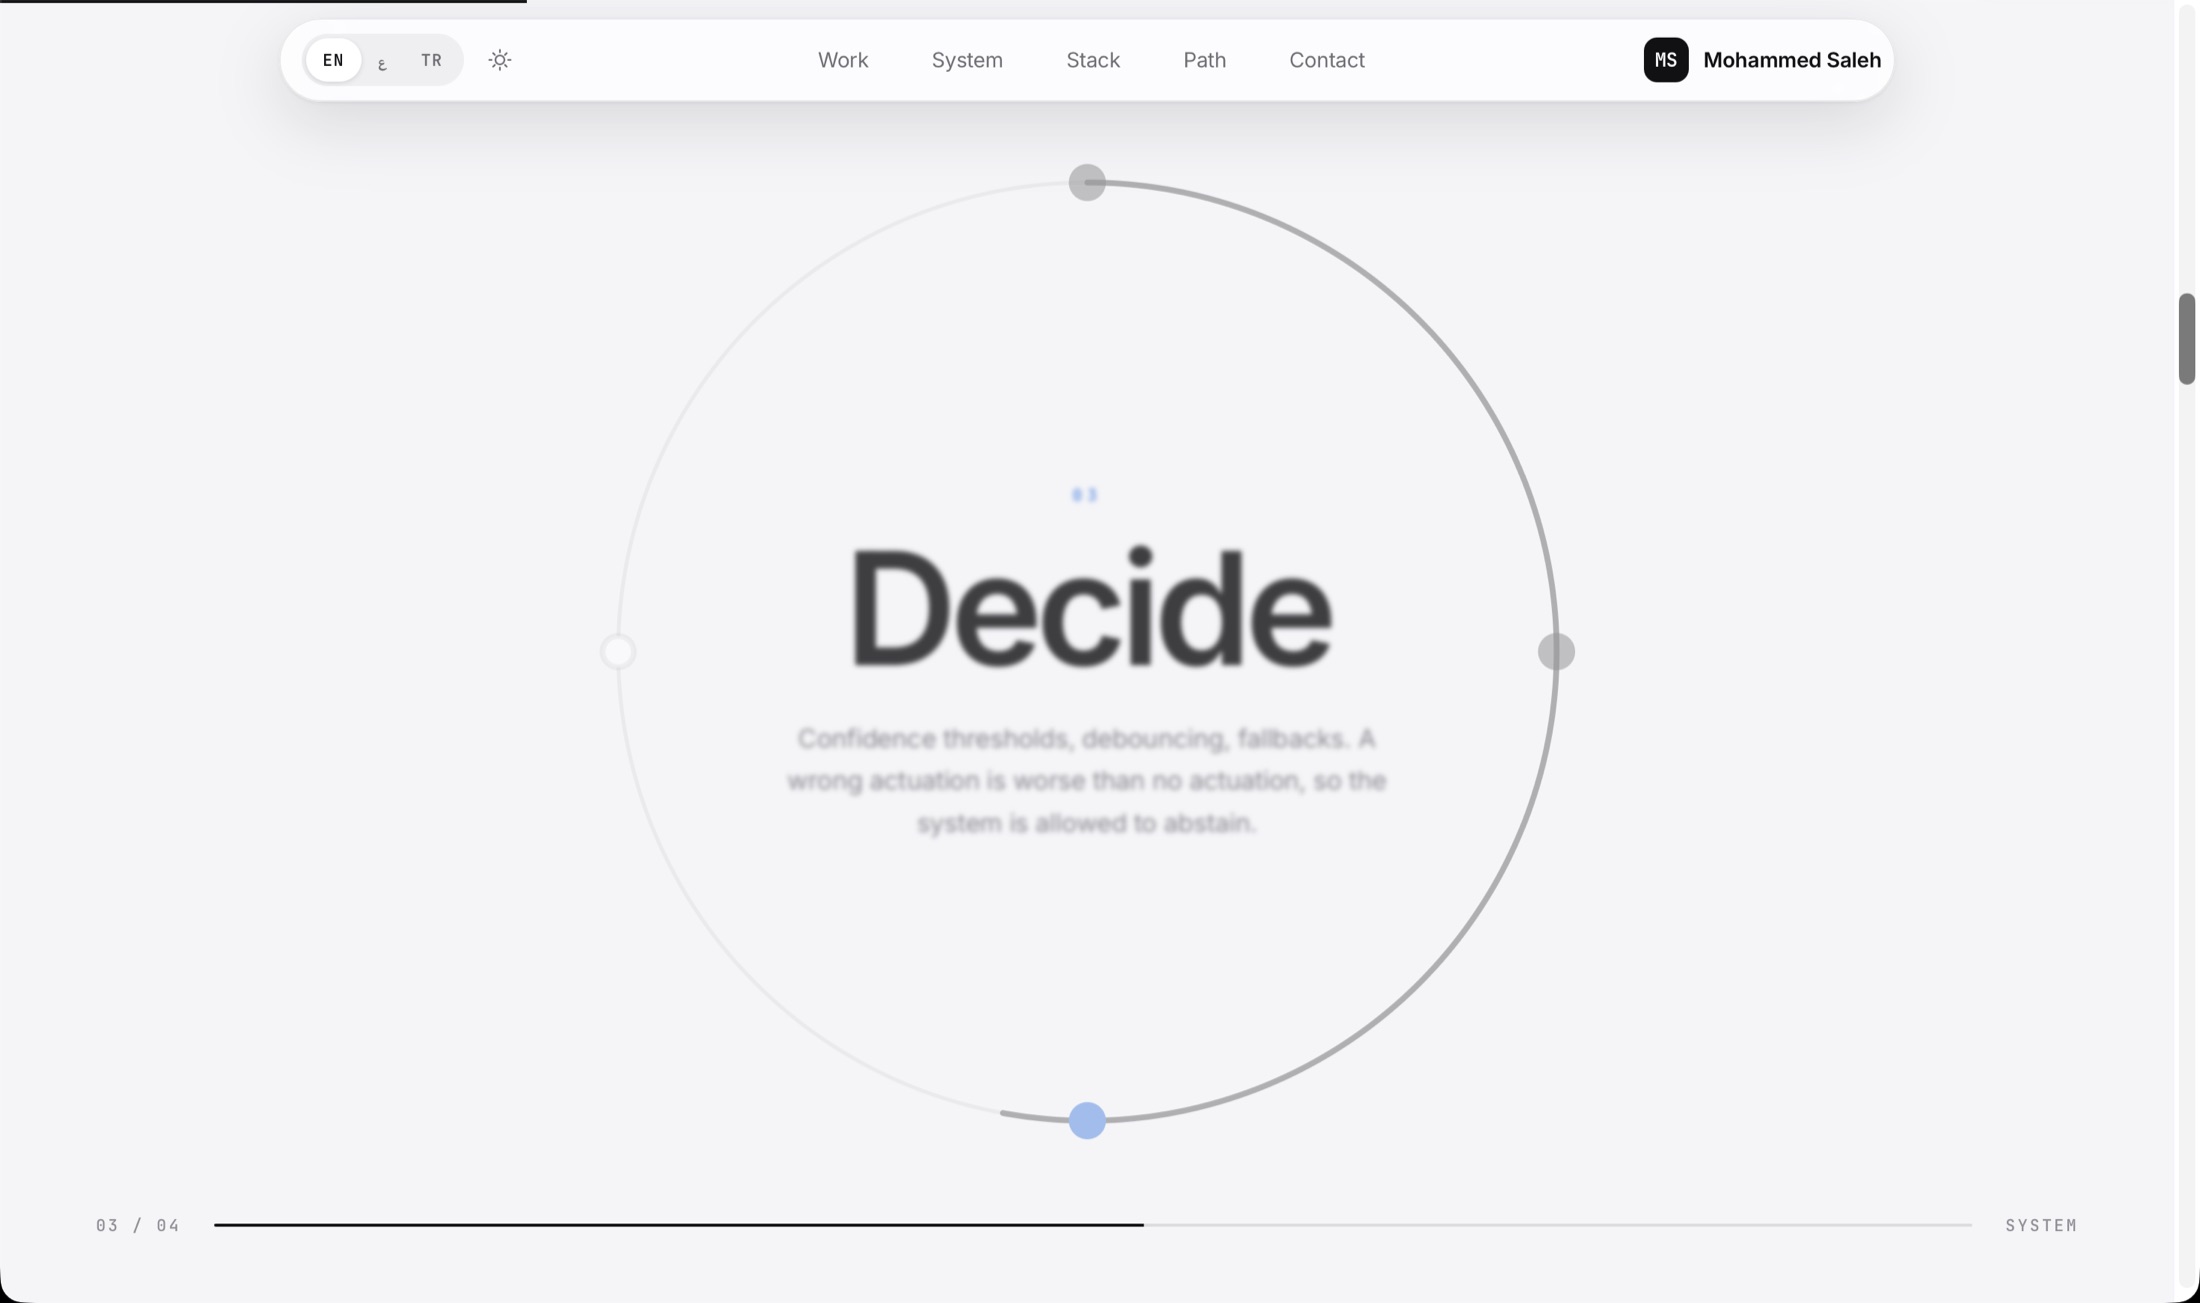 EN ع TR
Work System Stack Path Contact
MS Mohammed Saleh
03
Decide
Confidence thresholds, debouncing, fallbacks. A
wrong actuation is worse than no actuation, so the
system is allowed to abstain.
03 / 04
SYSTEM